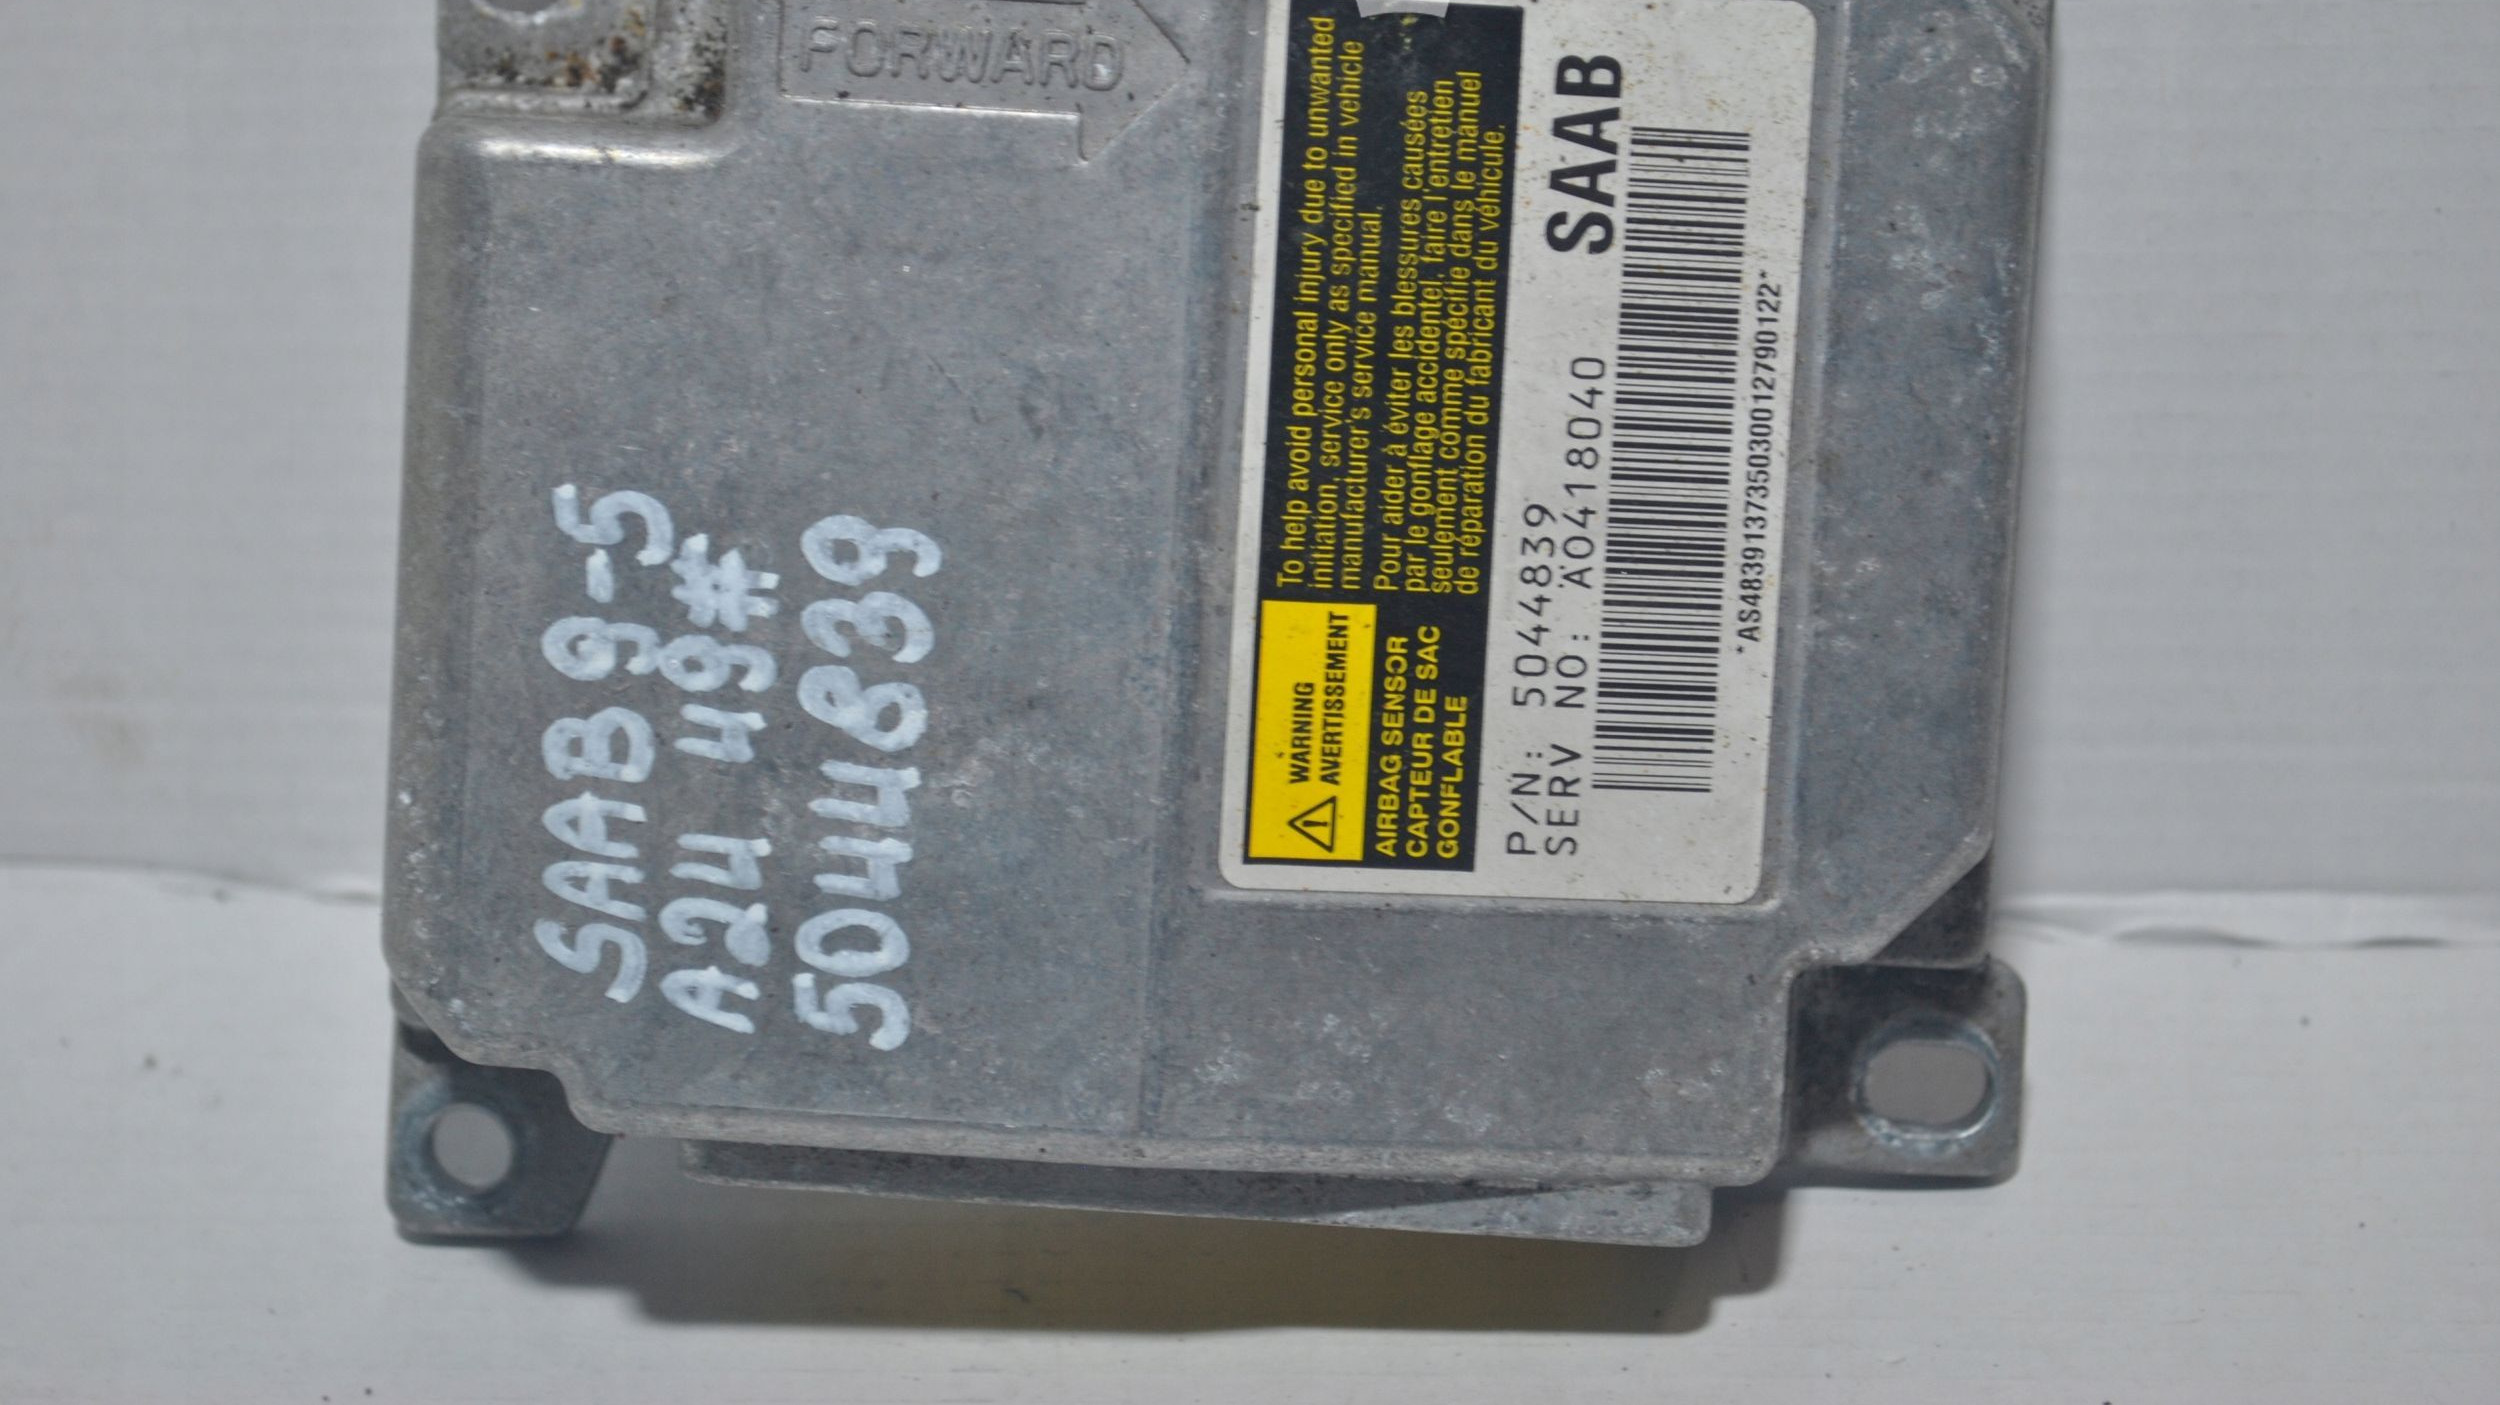 FORWARD
SAAB 9-5
A24 49*
5044839
WARNING
AVERTISSEMENT
AIRBAG SENSOR
CAPTEUR DE SAC
GONFLABLE
To help avoid personal injury due to unwanted
initiation, service only as specified in vehicle
manufacturer's service manual.
Pour aider à éviter les blessures causées
par le gonflage accidentel, faire l'entretien
seulement comme spécifié dans le manuel
de réparation du fabricant du véhicule.
P/N: 5044839
SERV NO: A0418040
SAAB
*AS483913735030012790122*